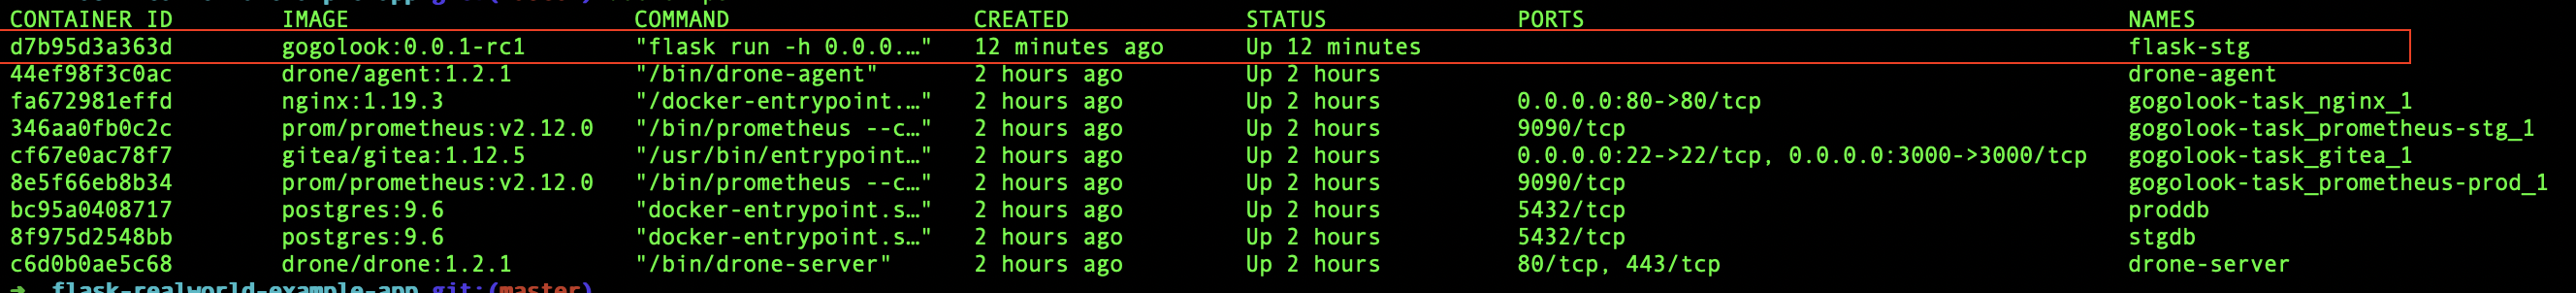 CONTAINER ID IMAGE COMMAND CREATED STATUS PORTS NAMES
d7b95d3a363d gogolook:0.0.1-rc1 "flask run -h 0.0.0.…" 12 minutes ago Up 12 minutes flask-stg
44ef98f3c0ac drone/agent:1.2.1 "/bin/drone-agent" 2 hours ago Up 2 hours drone-agent
fa672981effd nginx:1.19.3 "/docker-entrypoint.…" 2 hours ago Up 2 hours 0.0.0.0:80->80/tcp gogolook-task_nginx_1
346aa0fb0c2c prom/prometheus:v2.12.0 "/bin/prometheus --c…" 2 hours ago Up 2 hours 9090/tcp gogolook-task_prometheus-stg_1
cf67e0ac78f7 gitea/gitea:1.12.5 "/usr/bin/entrypoint…" 2 hours ago Up 2 hours 0.0.0.0:22->22/tcp, 0.0.0.0:3000->3000/tcp gogolook-task_gitea_1
8e5f66eb8b34 prom/prometheus:v2.12.0 "/bin/prometheus --c…" 2 hours ago Up 2 hours 9090/tcp gogolook-task_prometheus-prod_1
bc95a0408717 postgres:9.6 "docker-entrypoint.s…" 2 hours ago Up 2 hours 5432/tcp proddb
8f975d2548bb postgres:9.6 "docker-entrypoint.s…" 2 hours ago Up 2 hours 5432/tcp stgdb
c6d0b0ae5c68 drone/drone:1.2.1 "/bin/drone-server" 2 hours ago Up 2 hours 80/tcp, 443/tcp drone-server
➜ flask-realworld-example-app git:(master)